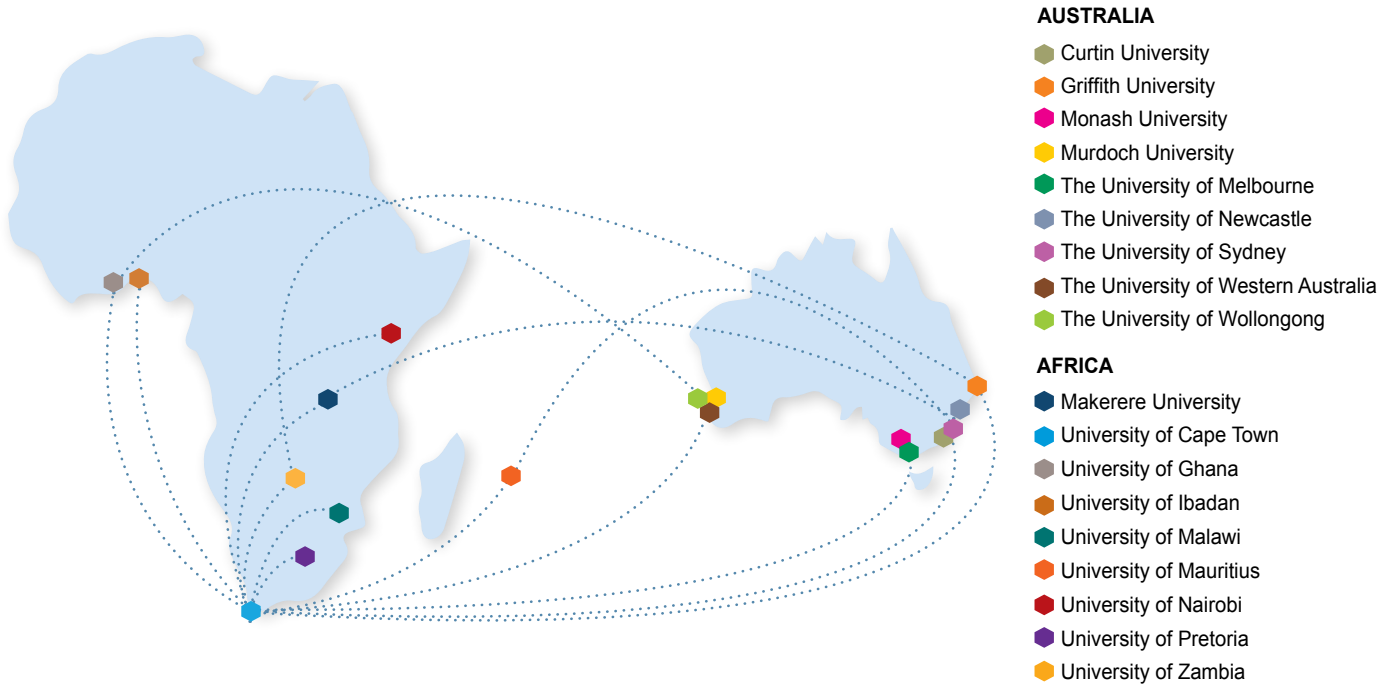 AUSTRALIA
Curtin University
Griffith University
Monash University
Murdoch University
The University of Melbourne
The University of Newcastle
The University of Sydney
The University of Western Australia
The University of Wollongong
AFRICA
Makerere University
University of Cape Town
University of Ghana
University of Ibadan
University of Malawi
University of Mauritius
University of Nairobi
University of Pretoria
University of Zambia